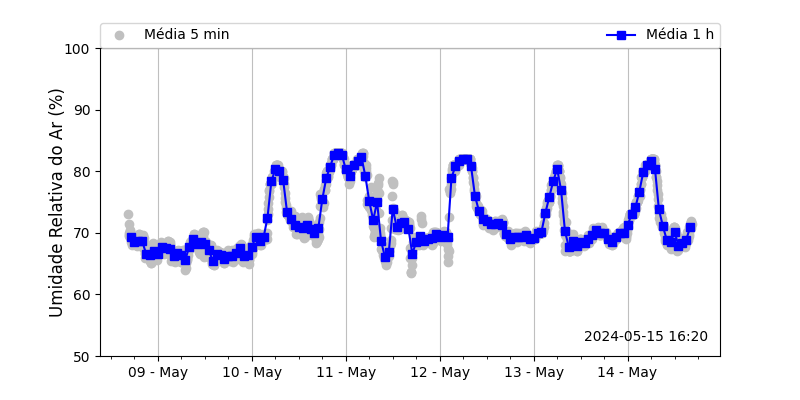 Média 5 min
Média 1 h
Umidade Relativa do Ar (%)
100
90
80
70
60
50
2024-05-15 16:20
09 - May
10 - May
11 - May
12 - May
13 - May
14 - May